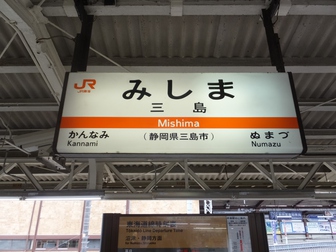 JR
みしま
三島
Mishima
かんなみ
Kannami
(静岡県三島市)
ぬまづ
Numazu